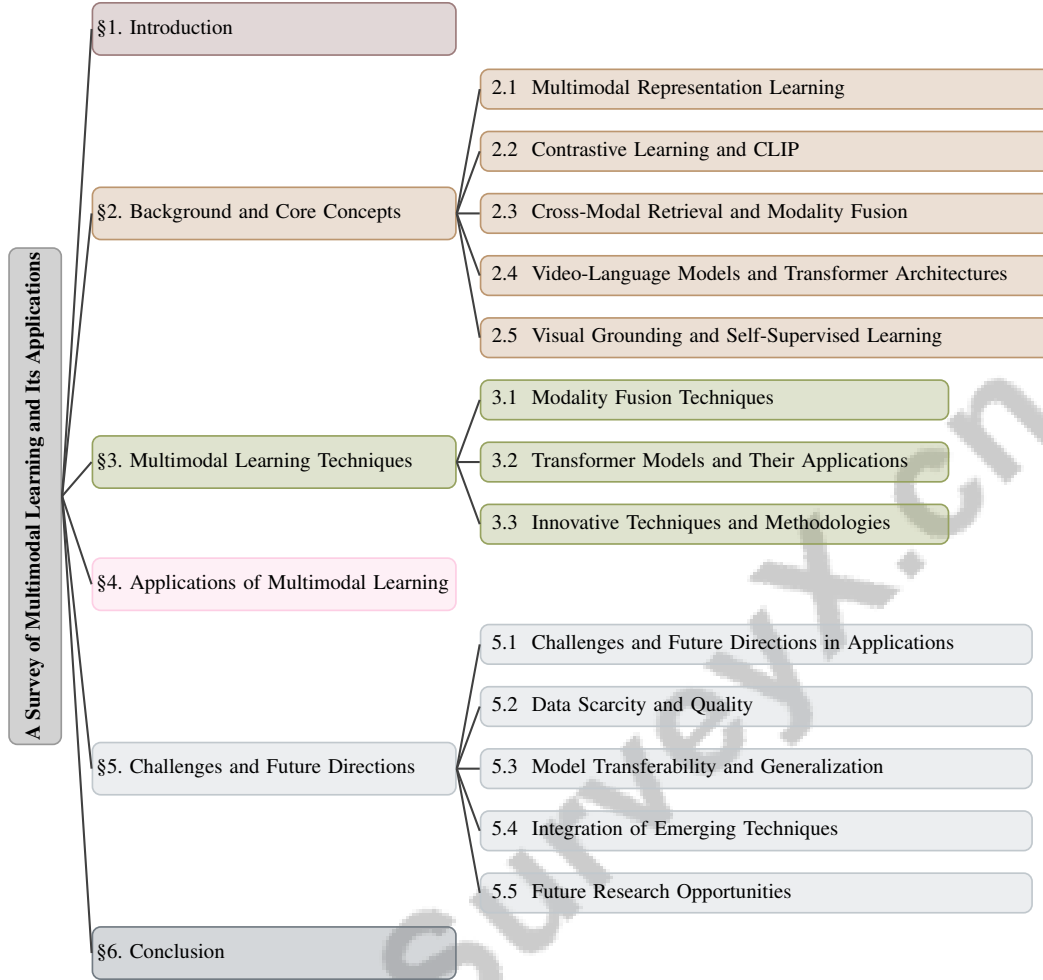 A Survey of Multimodal Learning and Its Applications
§1. Introduction
§2. Background and Core Concepts
2.1 Multimodal Representation Learning
2.2 Contrastive Learning and CLIP
2.3 Cross-Modal Retrieval and Modality Fusion
2.4 Video-Language Models and Transformer Architectures
2.5 Visual Grounding and Self-Supervised Learning
§3. Multimodal Learning Techniques
3.1 Modality Fusion Techniques
3.2 Transformer Models and Their Applications
3.3 Innovative Techniques and Methodologies
§4. Applications of Multimodal Learning
§5. Challenges and Future Directions
5.1 Challenges and Future Directions in Applications
5.2 Data Scarcity and Quality
5.3 Model Transferability and Generalization
5.4 Integration of Emerging Techniques
5.5 Future Research Opportunities
§6. Conclusion
SurveyX.cn